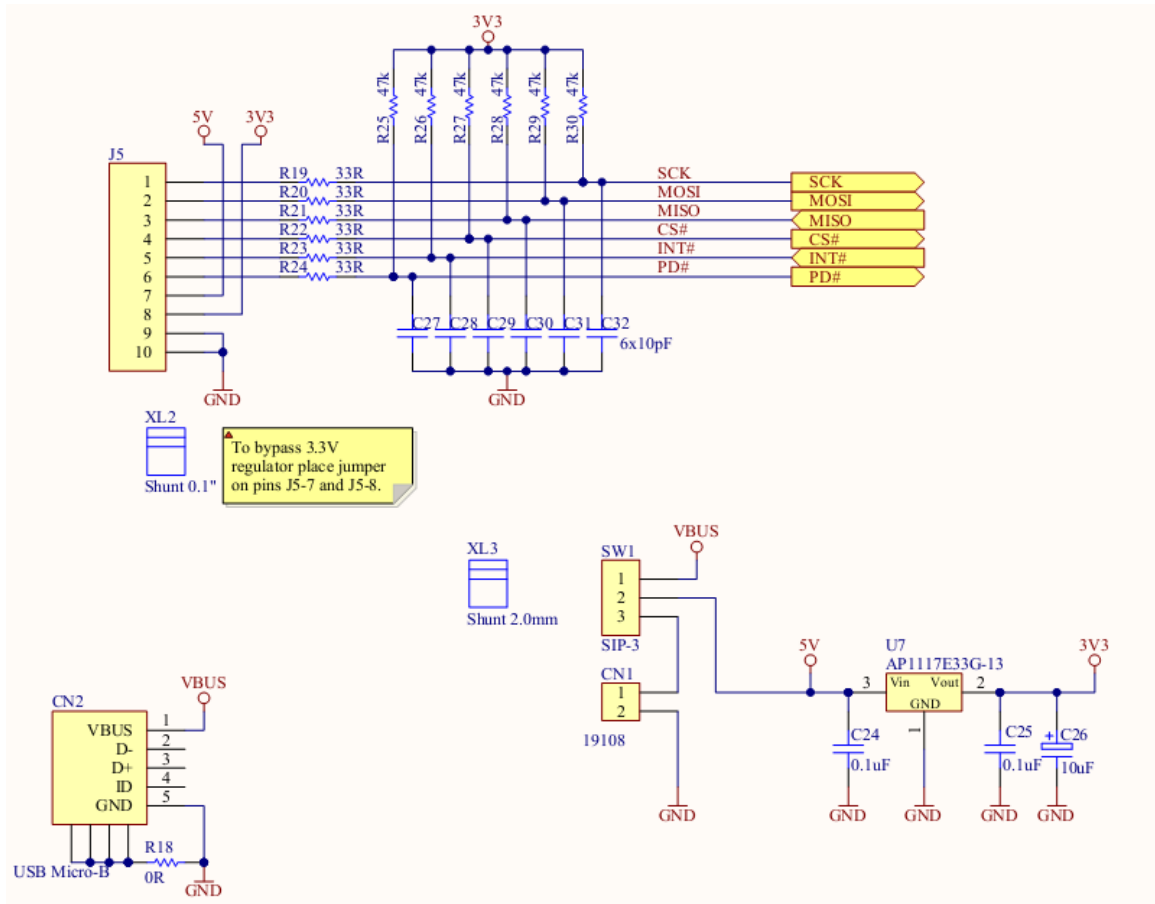 3V3
47k 47k 47k 47k 47k 47k
R25 R26 R27 R28 R29 R30
5V 3V3
J5
1 R19 33R SCK SCK
2 R20 33R MOSI MOSI
3 R21 33R MISO MISO
4 R22 33R CS# CS#
5 R23 33R INT# INT#
6 R24 33R PD# PD#
7
8
9
10
C27 C28 C29 C30 C31 C32
6x10pF
GND GND
XL2
Shunt 0.1"
To bypass 3.3V
regulator place jumper
on pins J5-7 and J5-8.
XL3
Shunt 2.0mm
VBUS
SW1
1
2
3
SIP-3
CN1
1
2
19108
GND
5V
U7
AP1117E33G-13
3 Vin Vout 2
GND
1
3V3
C24
0.1uF
C25
0.1uF
+ C26
10uF
GND GND GND GND
VBUS
CN2
VBUS 1
D- 2
D+ 3
ID 4
GND 5
USB Micro-B
R18
0R
GND